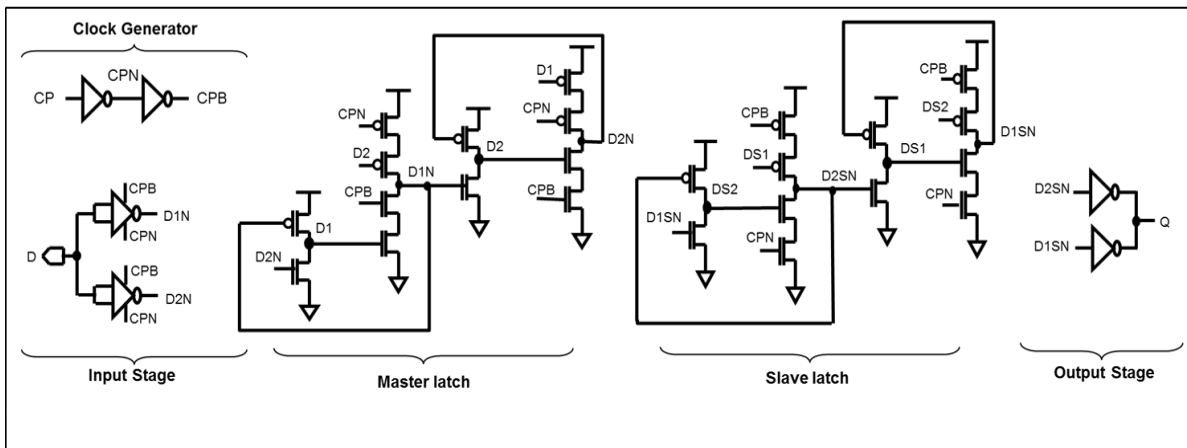 Clock Generator
CP
CPN
CPB
D
CPB
D1N
CPN
CPB
D2N
CPN
Input Stage
CPN
D2
D1N
CPB
D1
D2N
D2
D1
CPN
D2N
CPB
Master latch
DS2
D1SN
CPB
DS1
D2SN
CPN
DS1
CPB
DS2
D1SN
CPN
Slave latch
D2SN
D1SN
Q
Output Stage